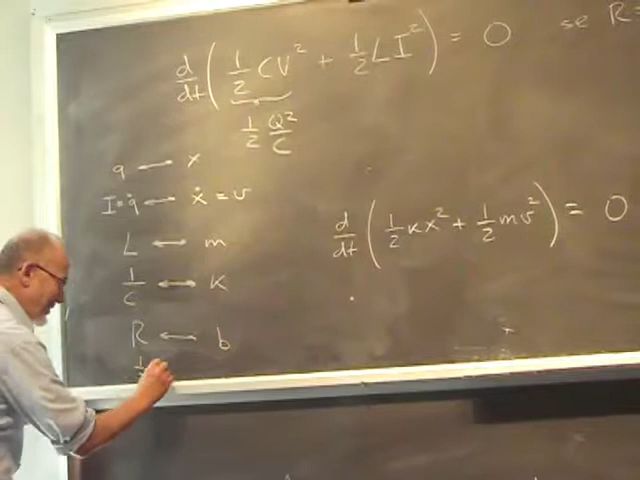 d/dt ( 1/2 CV² + 1/2 LI² ) = 0 se R=
1/2 Q²/C
q ↔ x
I = q̇ ↔ ẋ = v
L ↔ m
1/C ↔ K
d/dt ( 1/2 Kx² + 1/2 mv² ) = 0
R ↔ b
1